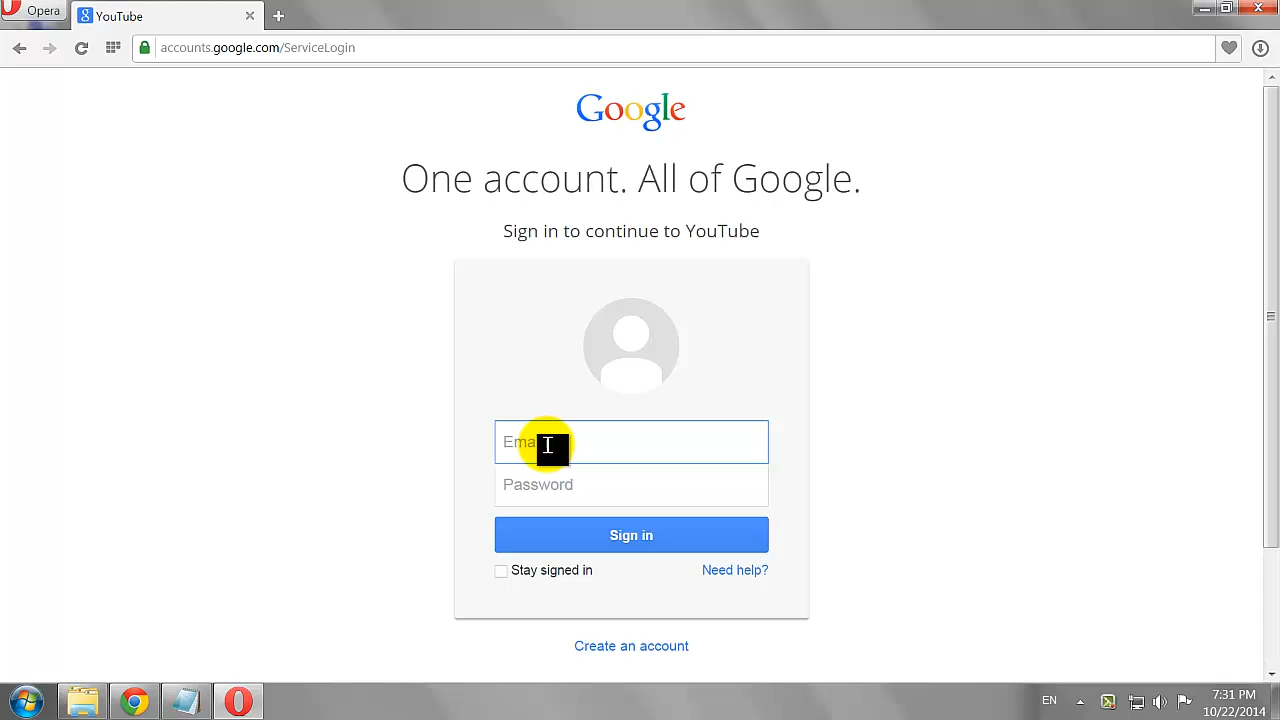 Opera
YouTube
accounts.google.com/ServiceLogin
Google
One account. All of Google.
Sign in to continue to YouTube
Password
Sign in
Stay signed in
Need help?
Create an account
EN
7:31 PM
10/22/2014